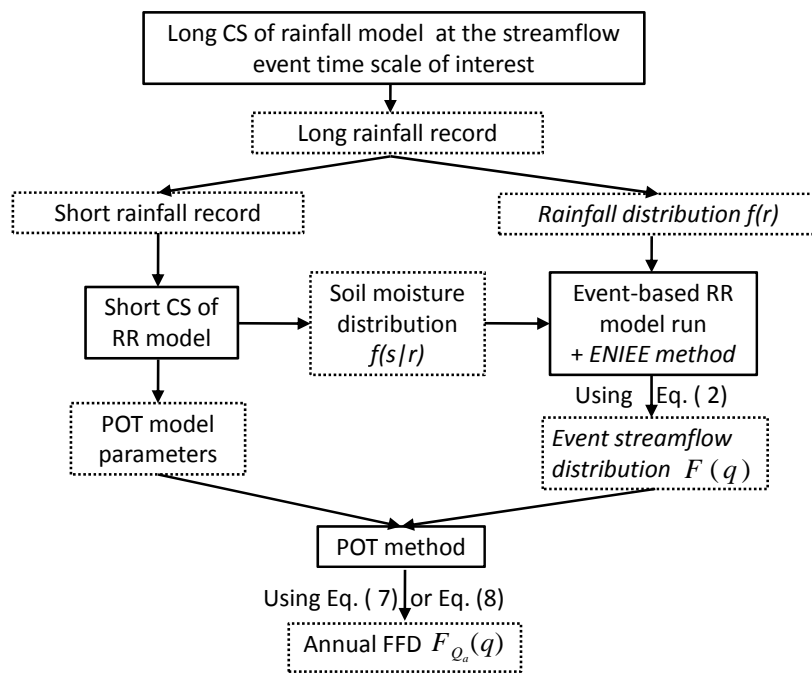 Long CS of rainfall model at the streamflow
event time scale of interest
Long rainfall record
Short rainfall record
Rainfall distribution f(r)
Short CS of
RR model
Soil moisture
distribution
f(s|r)
Event-based RR
model run
+ ENIEE method
Using Eq. ( 2)
POT model
parameters
Event streamflow
distribution F(q)
POT method
Using Eq. ( 7) or Eq. (8)
Annual FFD F_{Q_a}(q)